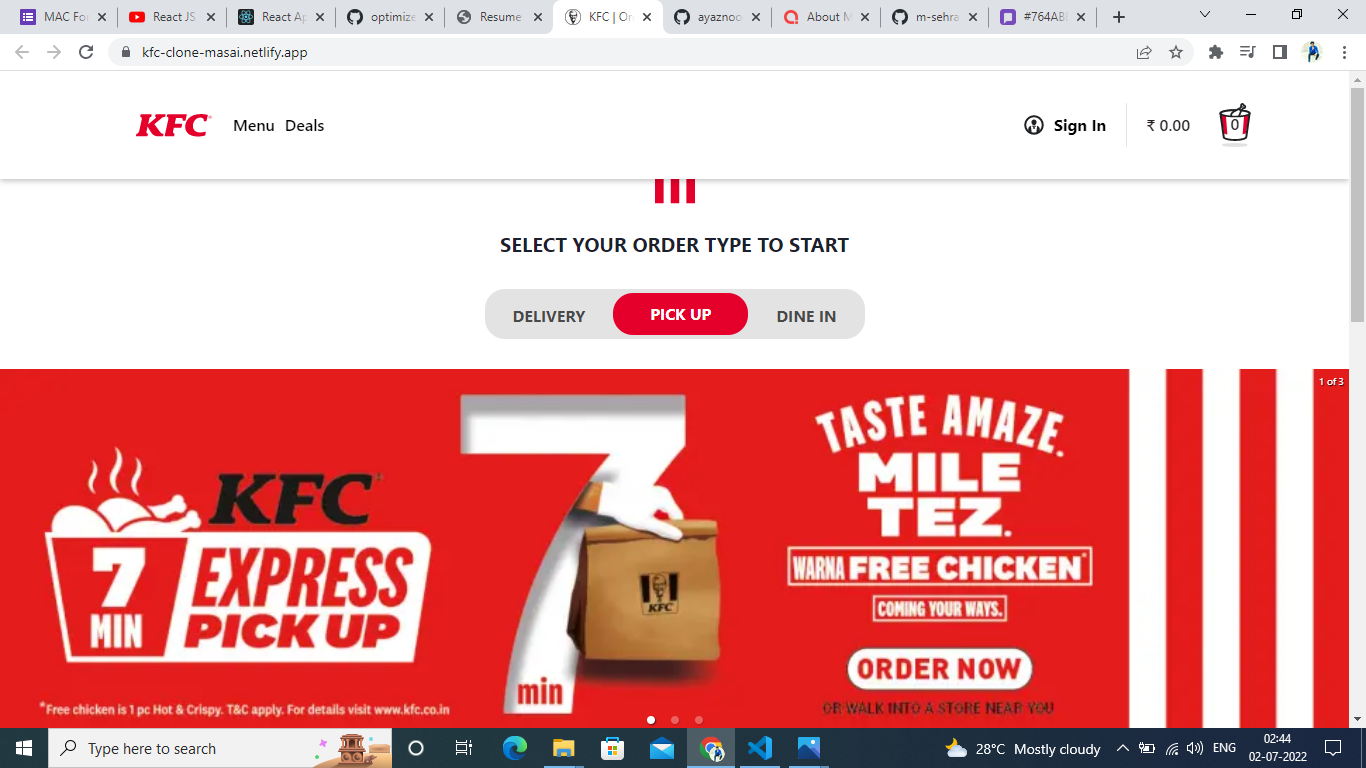 MAC For
React JS
React Ap
optimize
Resume
KFC | Or
ayaznoo
About M
m-sehra
#764AB
kfc-clone-masai.netlify.app
KFC
Menu Deals
Sign In
₹ 0.00
0
SELECT YOUR ORDER TYPE TO START
DELIVERY
PICK UP
DINE IN
1 of 3
KFC
7
MIN
EXPRESS
PICK UP
*Free chicken is 1 pc Hot & Crispy. T&C apply. For details visit www.kfc.co.in
7
min
KFC
TASTE AMAZE.
MILE
TEZ.
WARNA FREE CHICKEN*
COMING YOUR WAYS.
ORDER NOW
OR WALK INTO A STORE NEAR YOU
Type here to search
28°C Mostly cloudy
ENG
02:44
02-07-2022